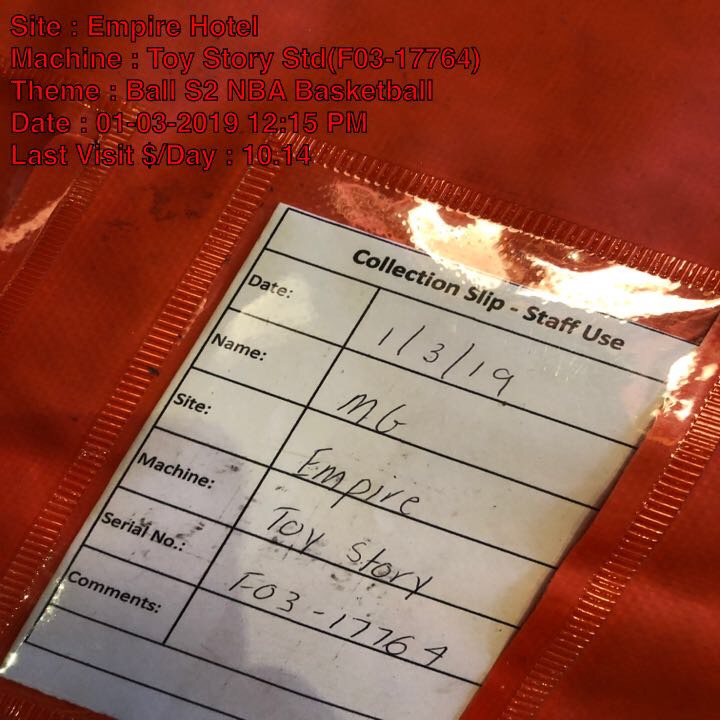 Site : Empire Hotel
Machine : Toy Story Std(F03-17764)
Theme : Ball S2 NBA Basketball
Date : 01-03-2019 12:15 PM
Last Visit $/Day : 10.14
Collection Slip - Staff Use
Date: 1/3/19
Name: MG
Site: Empire
Machine: Toy Story
Serial No.: F03-17764
Comments: